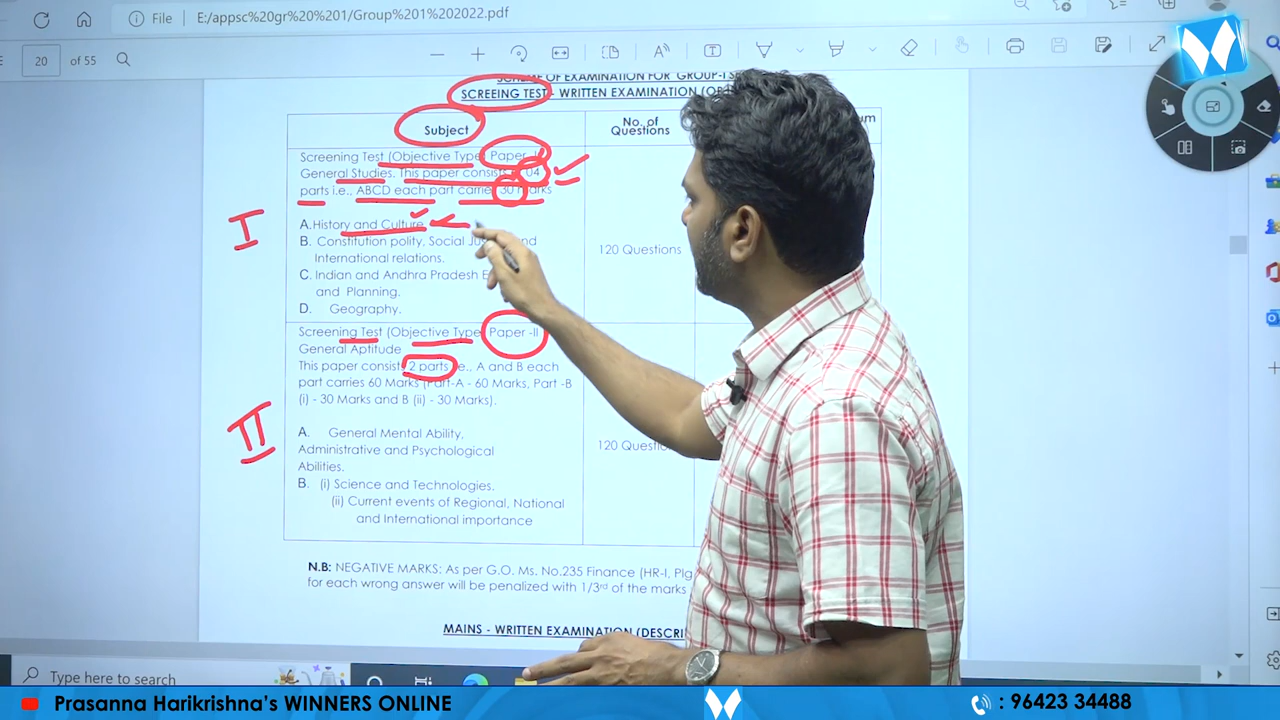 File E:/appsc%20gr%20%201/Group%201%202022.pdf
20 of 55
SCHEME OF EXAMINATION FOR GROUP-I
SCREEING TEST - WRITTEN EXAMINATION
Subject
No. of
Questions
Screening Test (Objective Type) Paper -I
General Studies. This paper consists 04
parts i.e., ABCD each part carries 30 marks
A.History and Culture
B. Constitution polity, Social and
International relations.
C. Indian and Andhra Pradesh
and Planning.
D. Geography.
120 Questions
I
Screening Test (Objective Type) Paper -II
General Aptitude
This paper consists 2 parts i.e., A and B each
part carries 60 Marks (Part-A - 60 Marks, Part -B
(i) - 30 Marks and B (ii) - 30 Marks).
A. General Mental Ability.
Administrative and Psychological
Abilities.
B. (i) Science and Technologies.
(ii) Current events of Regional, National
and International importance
120
II
N.B: NEGATIVE MARKS: As per G.O. Ms. No.235 Finance (HR-I, Plg
for each wrong answer will be penalized with 1/3rd of the marks
MAINS - WRITTEN EXAMINATION
Type here to search
Prasanna Harikrishna's WINNERS ONLINE
: 96423 34488